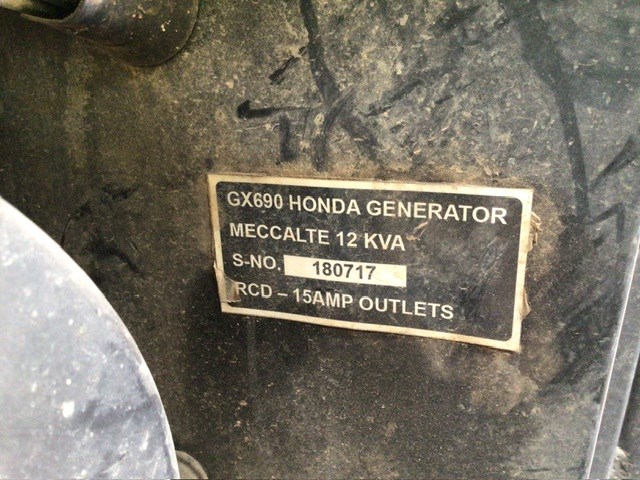 GX690 HONDA GENERATOR
MECCALTE 12 KVA
S-NO. 180717
RCD – 15AMP OUTLETS